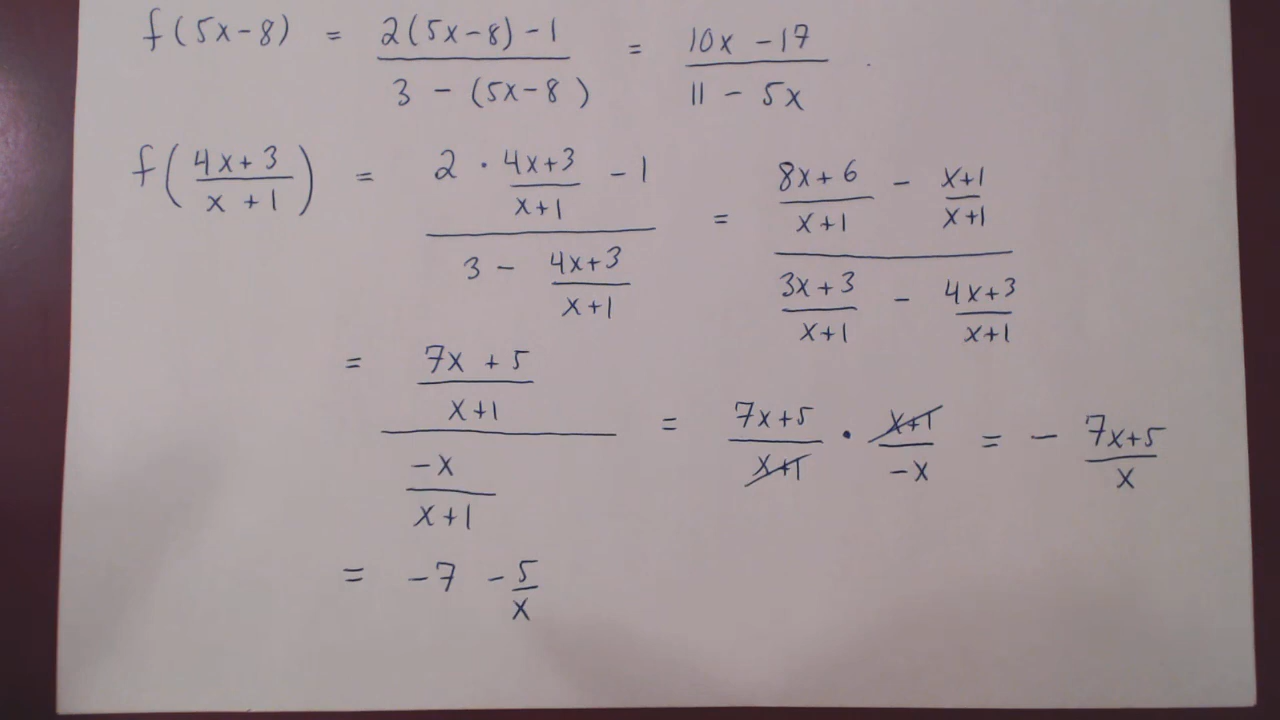 f(5x-8) = (2(5x-8)-1)/(3-(5x-8)) = (10x-17)/(11-5x) .
f((4x+3)/(x+1)) = (2 · (4x+3)/(x+1) - 1)/(3 - (4x+3)/(x+1)) = ((8x+6)/(x+1) - (x+1)/(x+1))/((3x+3)/(x+1) - (4x+3)/(x+1))
= ((7x+5)/(x+1))/((-x)/(x+1)) = (7x+5)/(x+1) · (x+1)/(-x) = - (7x+5)/x
= -7 - 5/x